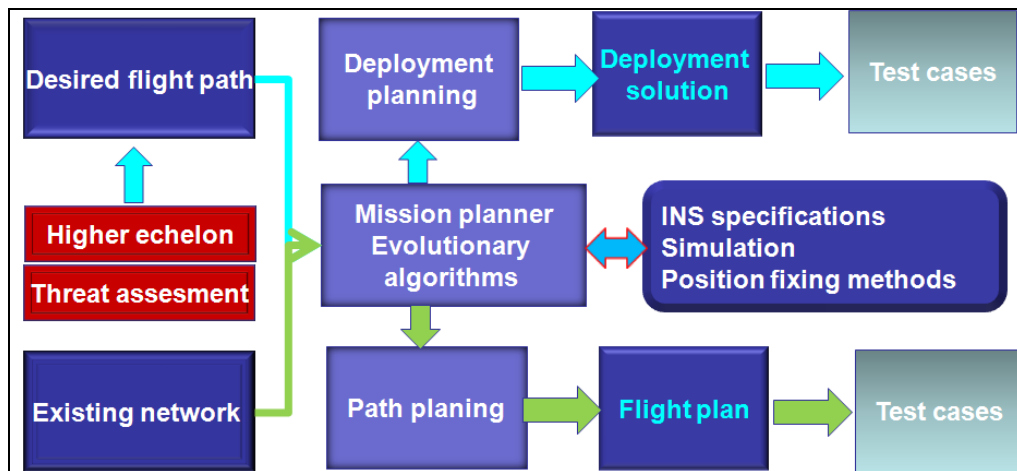 Desired flight path
Deployment
planning
Deployment
solution
Test cases
Higher echelon
Threat assesment
Mission planner
Evolutionary
algorithms
INS specifications
Simulation
Position fixing methods
Existing network
Path planing
Flight plan
Test cases